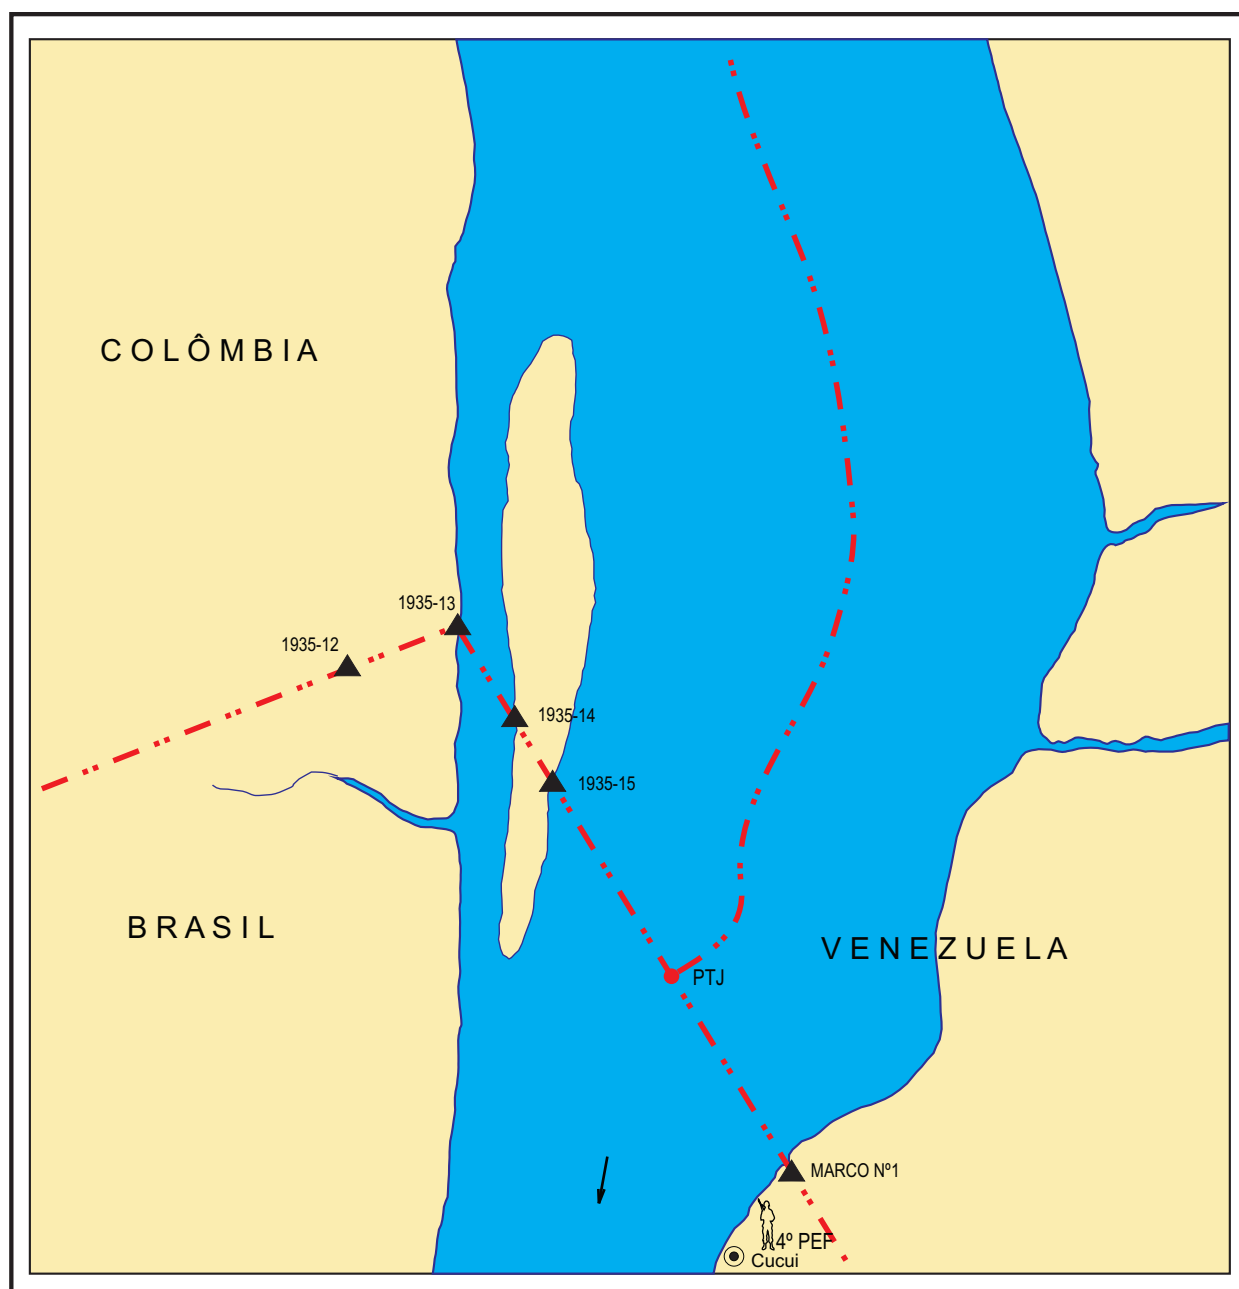 COLÔMBIA
1935-13
1935-12
1935-14
1935-15
BRASIL
VENEZUELA
PTJ
MARCO Nº1
4º PEF
Cucui